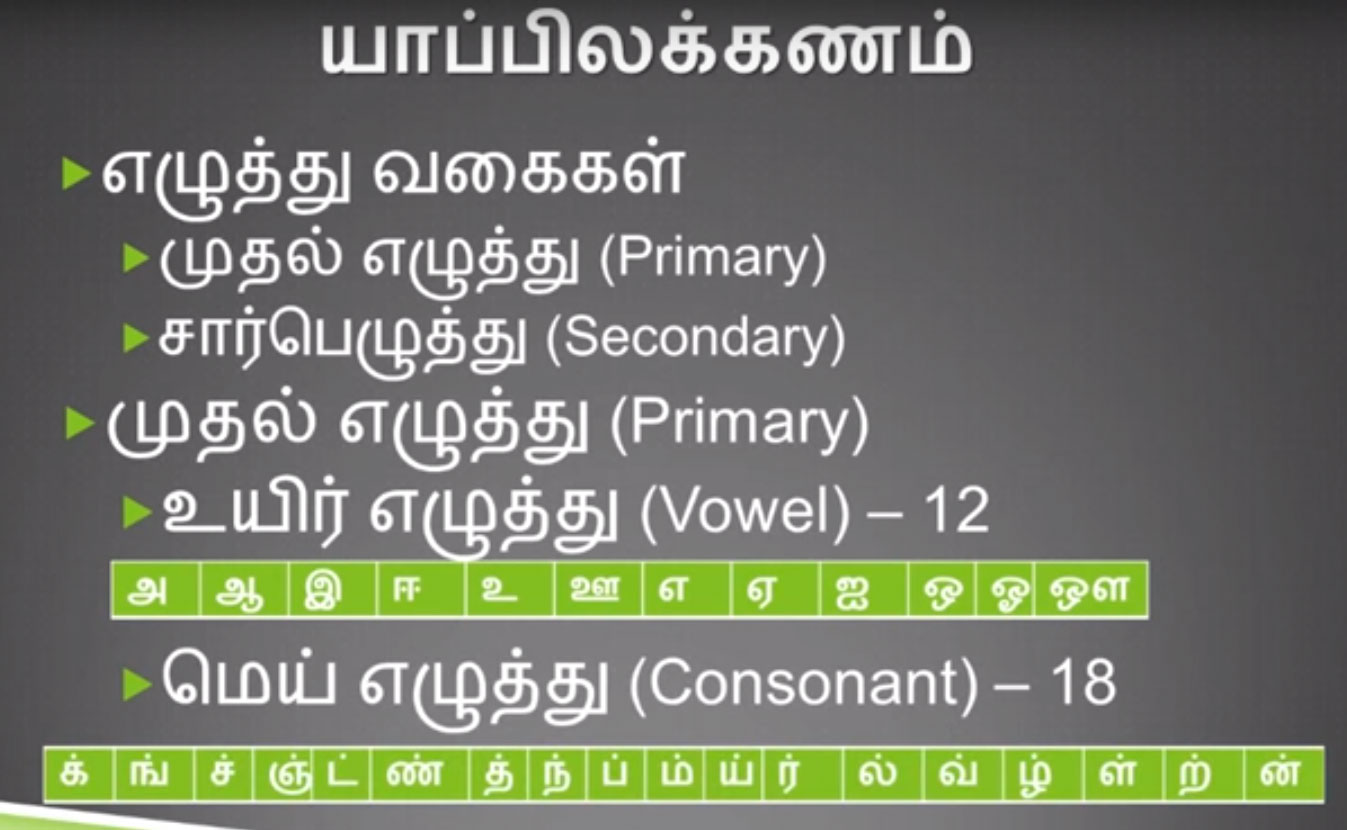 யாப்பிலக்கணம்
எழுத்து வகைகள்
முதல் எழுத்து (Primary)
சார்பெழுத்து (Secondary)
முதல் எழுத்து (Primary)
உயிர் எழுத்து (Vowel) – 12
அ ஆ இ ஈ உ ஊ எ ஏ ஐ ஒ ஓ ஔ
மெய் எழுத்து (Consonant) – 18
க் ங் ச் ஞ் ட் ண் த் ந் ப் ம் ய் ர் ல் வ் ழ் ள் ற் ன்